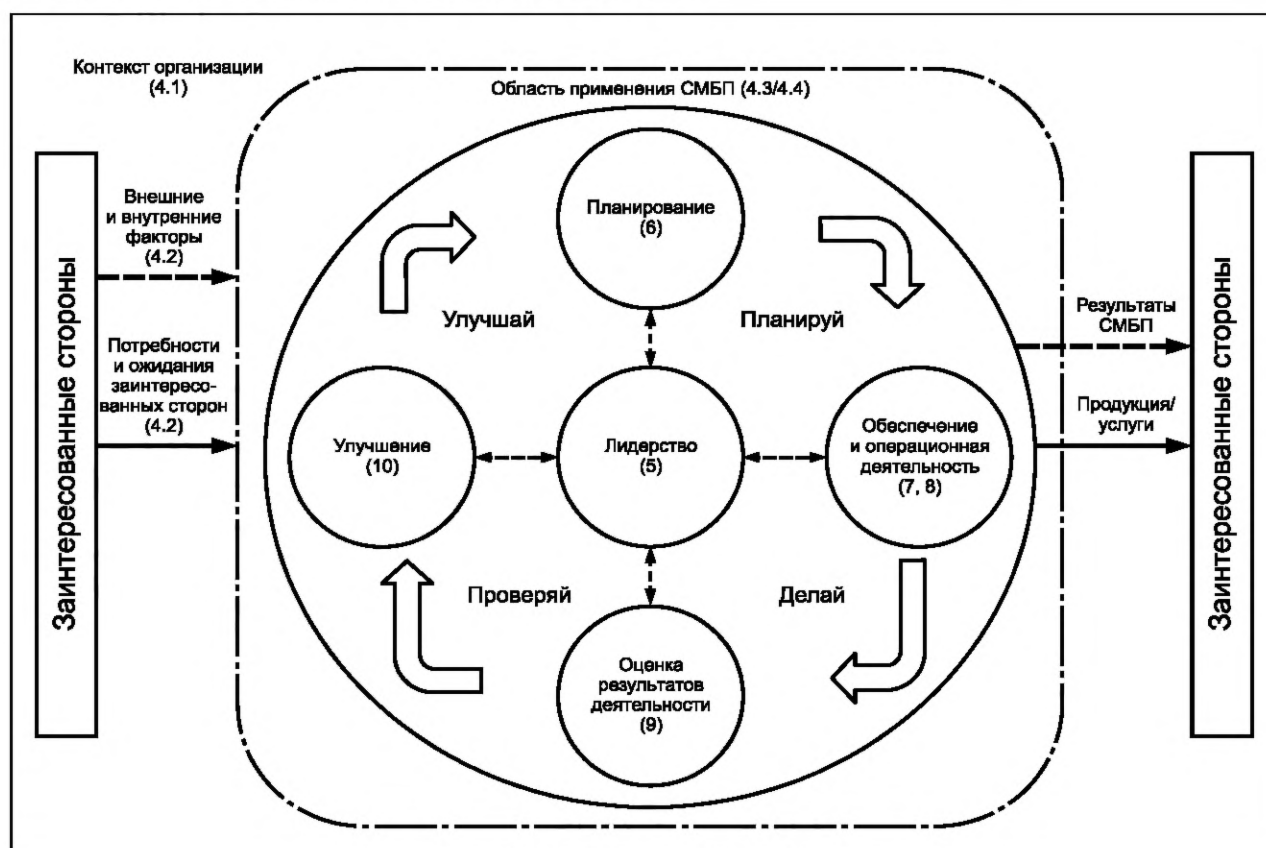 Контекст организации
(4.1)
Область применения СМБП (4.3/4.4)
Заинтересованные стороны
Внешние
и внутренние
факторы
(4.2)
Потребности
и ожидания
заинтересо-
ванных сторон
(4.2)
Планирование
(6)
Улучшай
Планируй
Улучшение
(10)
Лидерство
(5)
Обеспечение
и операционная
деятельность
(7, 8)
Проверяй
Делай
Оценка
результатов
деятельности
(9)
Результаты
СМБП
Продукция/
услуги
Заинтересованные стороны